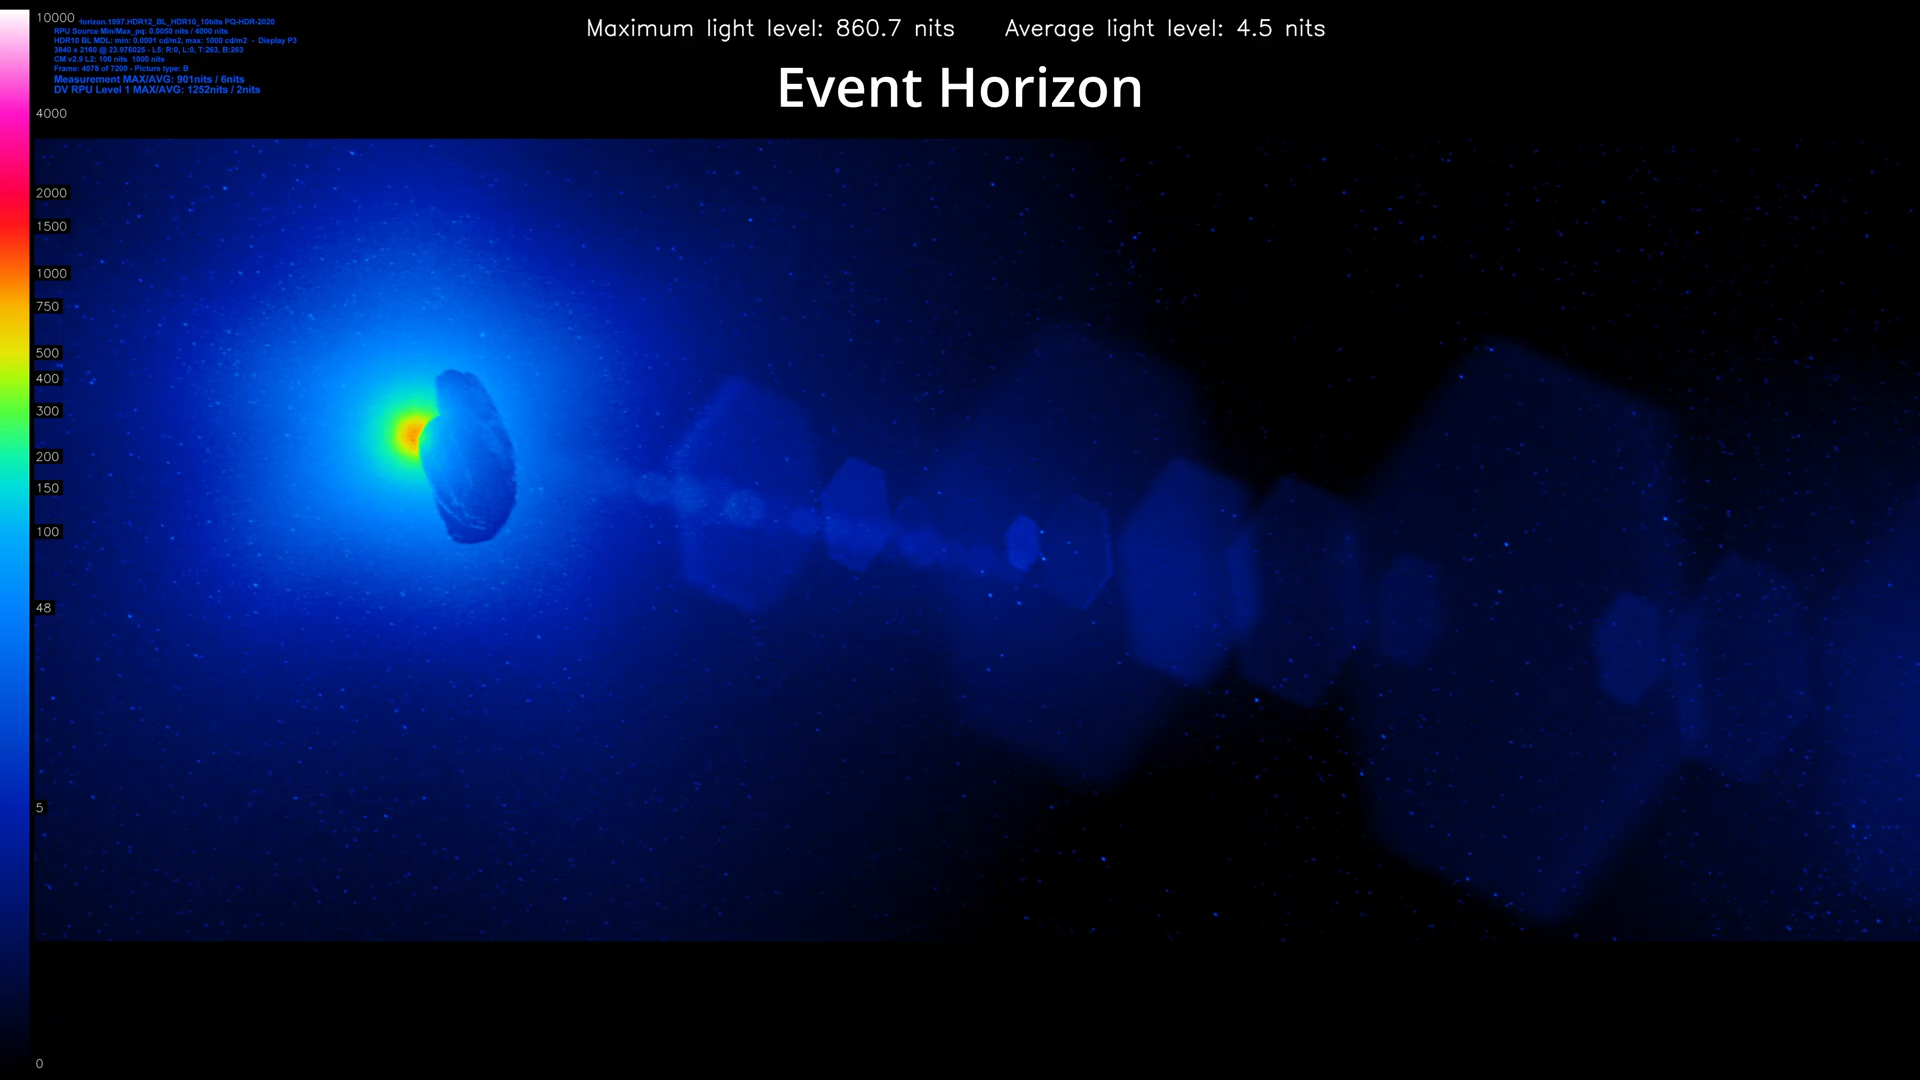 Maximum light level: 860.7 nits Average light level: 4.5 nits
Event Horizon
Horizon.1997.HDR12_BL_HDR10_10bits PQ-HDR-2020
RPU Source Min/Max_pq: 0.0050 nits / 4000 nits
HDR10 BL MDL: min: 0.0001 cd/m2, max: 1000 cd/m2 - Display P3
3840 x 2160 @ 23.976025 - L5: R:0, L:0, T:263, B:263
CM v2.9 L2: 100 nits 1000 nits
Frame: 4078 of 7200 - Picture type: B
Measurement MAX/AVG: 901nits / 6nits
DV RPU Level 1 MAX/AVG: 1252nits / 2nits
10000
4000
2000
1500
1000
750
500
400
300
200
150
100
48
5
0